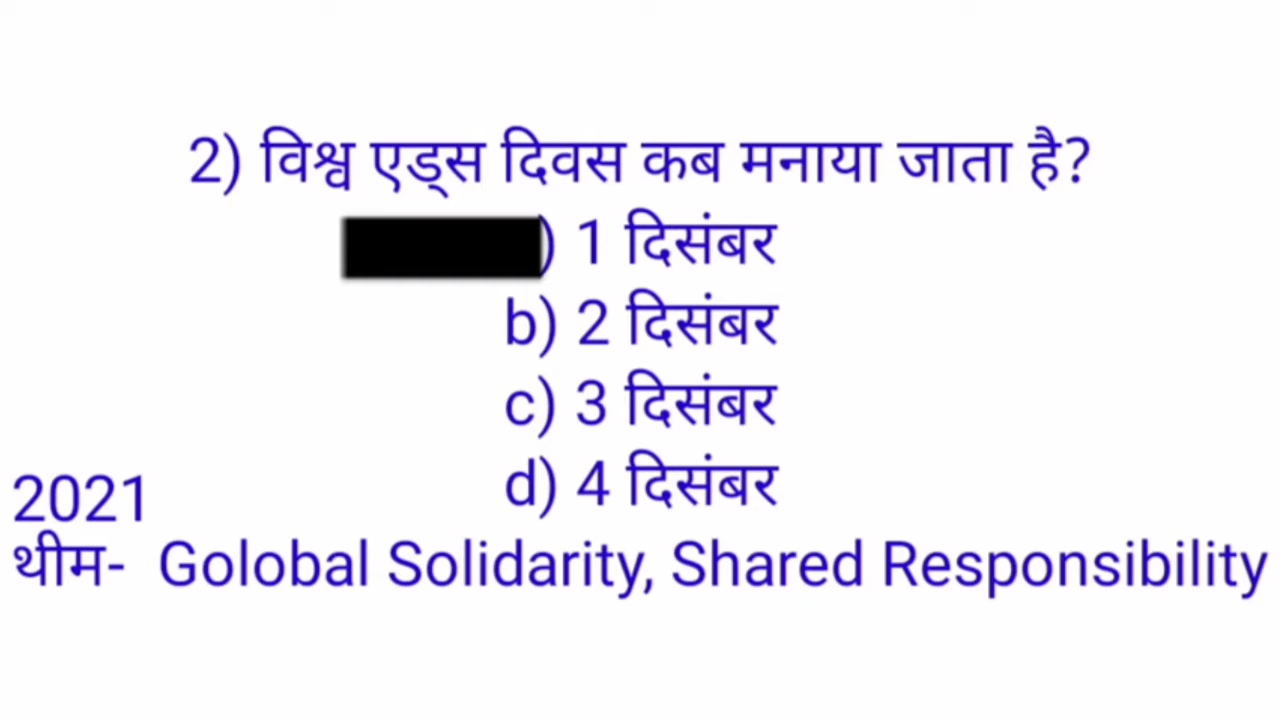 2) विश्व एड्स दिवस कब मनाया जाता है?
) 1 दिसंबर
b) 2 दिसंबर
c) 3 दिसंबर
d) 4 दिसंबर
2021
थीम- Golobal Solidarity, Shared Responsibility